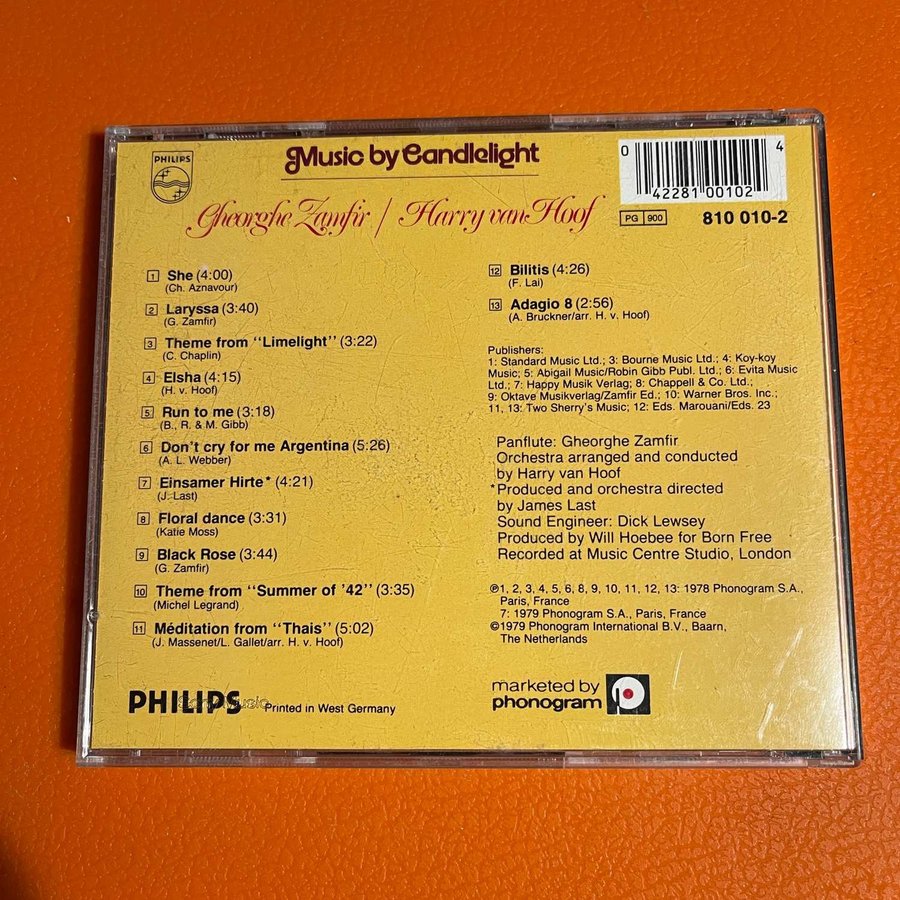 PHILIPS
Music by Candlelight
Gheorghe Zamfir / Harry van Hoof
0 4
42281 00102
PG 900 810 010-2
1 She (4:00)
(Ch. Aznavour)
2 Laryssa (3:40)
(G. Zamfir)
3 Theme from "Limelight" (3:22)
(C. Chaplin)
4 Elsha (4:15)
(H. v. Hoof)
5 Run to me (3:18)
(B., R. & M. Gibb)
6 Don't cry for me Argentina (5:26)
(A. L. Webber)
7 Einsamer Hirte* (4:21)
(J. Last)
8 Floral dance (3:31)
(Katie Moss)
9 Black Rose (3:44)
(G. Zamfir)
10 Theme from "Summer of '42" (3:35)
(Michel Legrand)
11 Méditation from "Thais" (5:02)
(J. Massenet/L. Gallet/arr. H. v. Hoof)
12 Bilitis (4:26)
(F. Lai)
13 Adagio 8 (2:56)
(A. Bruckner/arr. H. v. Hoof)
Publishers:
1: Standard Music Ltd.; 3: Bourne Music Ltd.; 4: Koy-koy
Music; 5: Abigail Music/Robin Gibb Publ. Ltd.; 6: Evita Music
Ltd.; 7: Happy Musik Verlag; 8: Chappell & Co. Ltd.;
9: Oktave Musikverlag/Zamfir Ed.; 10: Warner Bros. Inc.;
11, 13: Two Sherry's Music; 12: Eds. Marouani/Eds. 23
Panflute: Gheorghe Zamfir
Orchestra arranged and conducted
by Harry van Hoof
*Produced and orchestra directed
by James Last
Sound Engineer: Dick Lewsey
Produced by Will Hoebee for Born Free
Recorded at Music Centre Studio, London
℗1, 2, 3, 4, 5, 6, 8, 9, 10, 11, 12, 13: 1978 Phonogram S.A.,
Paris, France
7: 1979 Phonogram S.A., Paris, France
©1979 Phonogram International B.V., Baarn,
The Netherlands
PHILIPS Printed in West Germany
marketed by
phonogram